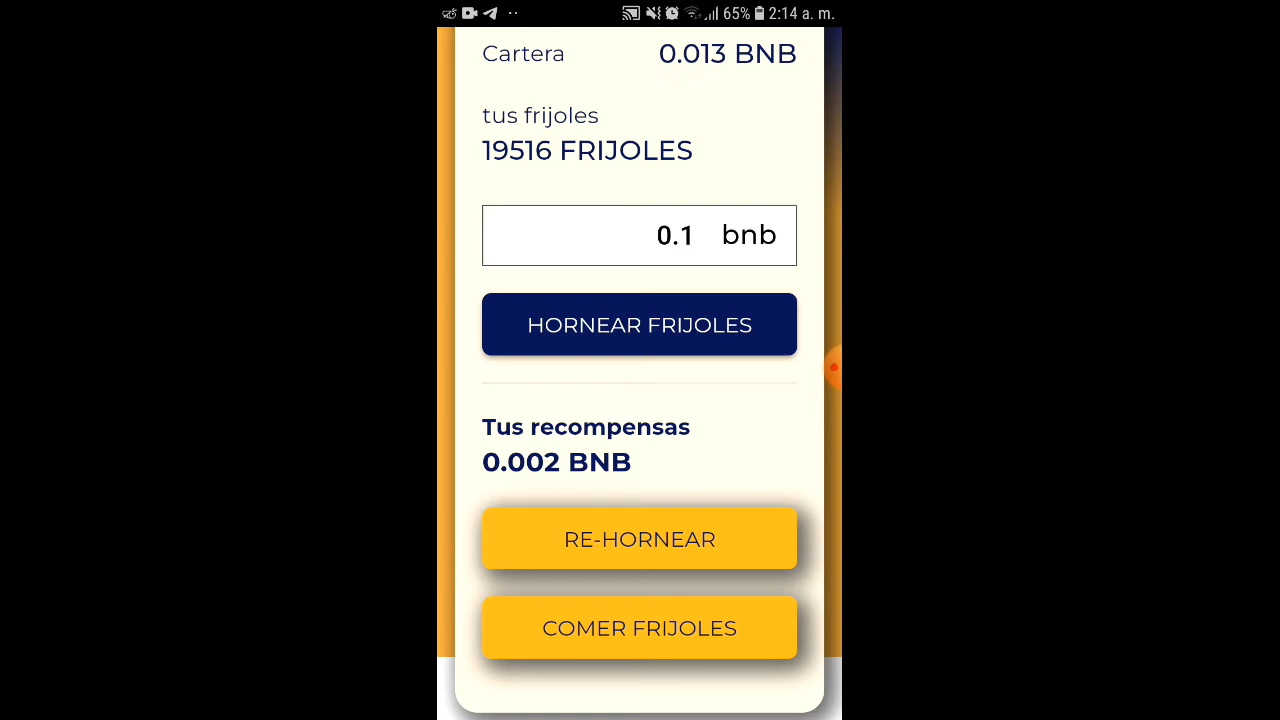 65% 2:14 a. m.
Cartera 0.013 BNB
tus frijoles
19516 FRIJOLES
0.1 bnb
HORNEAR FRIJOLES
Tus recompensas
0.002 BNB
RE-HORNEAR
COMER FRIJOLES